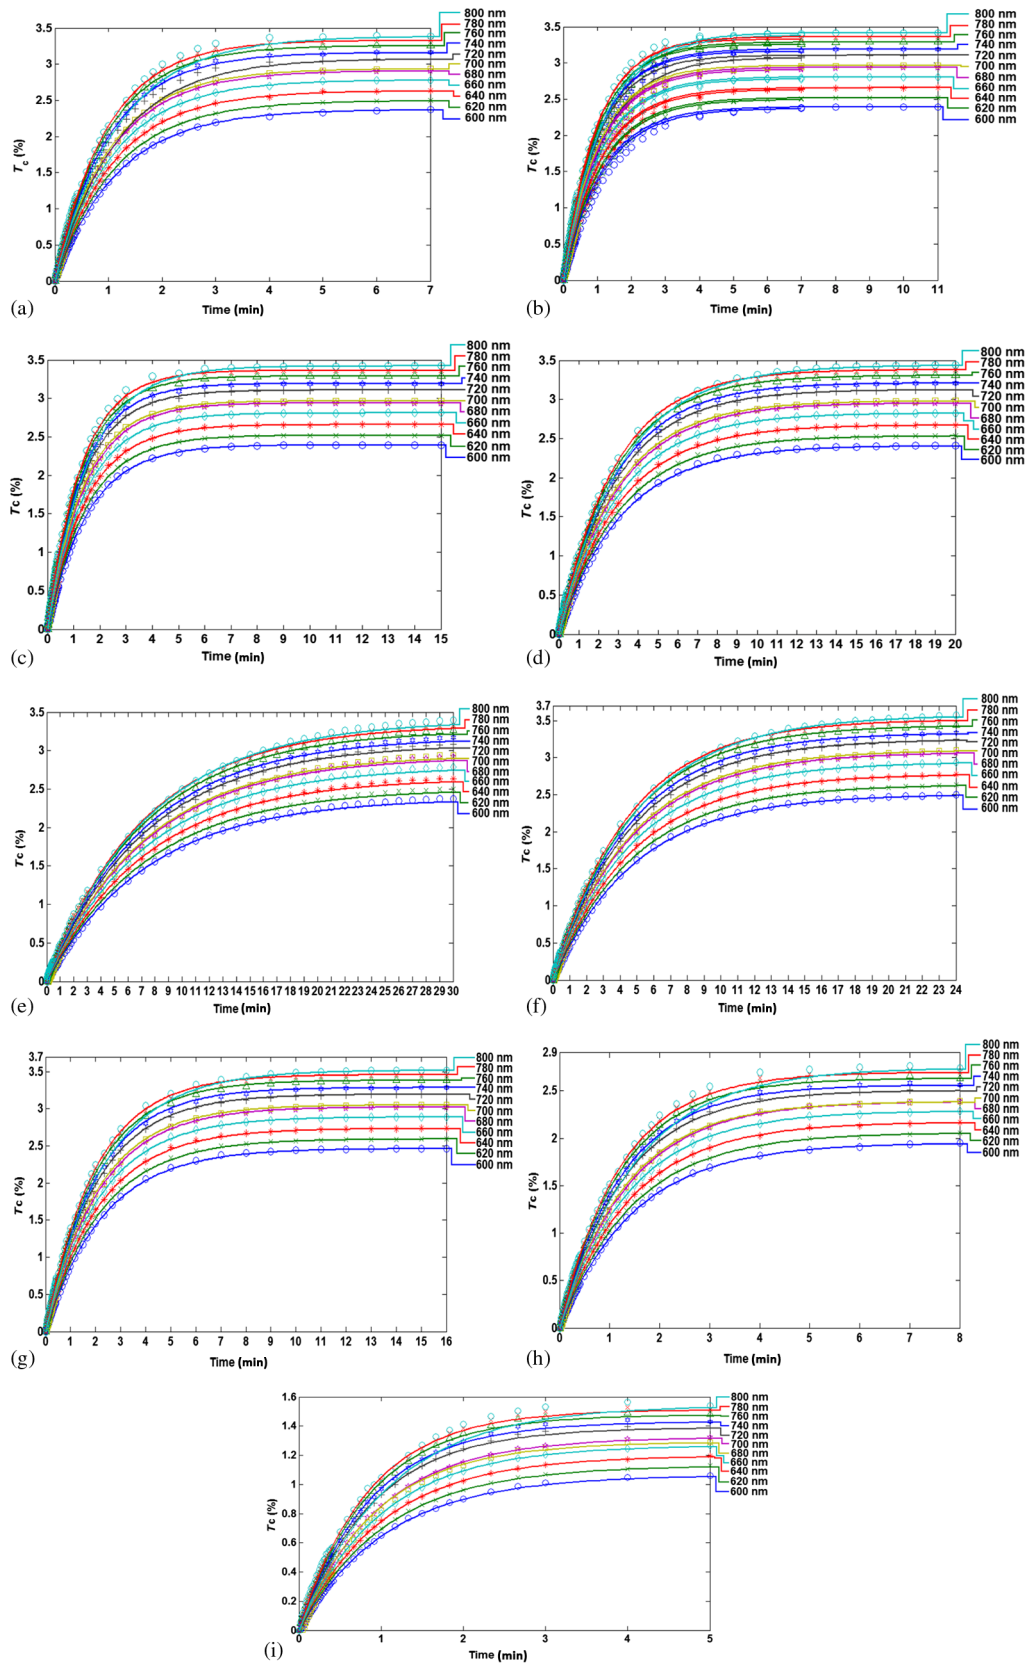 800 nm
780 nm
760 nm
740 nm
720 nm
700 nm
680 nm
660 nm
640 nm
620 nm
600 nm
3.5
3
2.5
2
1.5
1
0.5
0
Tc (%)
0 1 2 3 4 5 6 7
Time (min)
(a)
800 nm
780 nm
760 nm
740 nm
720 nm
700 nm
680 nm
660 nm
640 nm
620 nm
600 nm
3.5
3
2.5
2
1.5
1
0.5
0
Tc (%)
0 1 2 3 4 5 6 7 8 9 10 11
Time (min)
(b)
800 nm
780 nm
760 nm
740 nm
720 nm
700 nm
680 nm
660 nm
640 nm
620 nm
600 nm
3.5
3
2.5
2
1.5
1
0.5
0
Tc (%)
0 1 2 3 4 5 6 7 8 9 10 11 12 13 14 15
Time (min)
(c)
800 nm
780 nm
760 nm
740 nm
720 nm
700 nm
680 nm
660 nm
640 nm
620 nm
600 nm
3.5
3
2.5
2
1.5
1
0.5
0
Tc (%)
0 1 2 3 4 5 6 7 8 9 10 11 12 13 14 15 16 17 18 19 20
Time (min)
(d)
800 nm
780 nm
760 nm
740 nm
720 nm
700 nm
680 nm
660 nm
640 nm
620 nm
600 nm
3.5
3
2.5
2
1.5
1
0.5
0
Tc (%)
0 1 2 3 4 5 6 7 8 9 10 11 12 13 14 15 16 17 18 19 20 21 22 23 24 25 26 27 28 29 30
Time (min)
(e)
800 nm
780 nm
760 nm
740 nm
720 nm
700 nm
680 nm
660 nm
640 nm
620 nm
600 nm
3.7
3.5
3
2.5
2
1.5
1
0.5
0
Tc (%)
0 1 2 3 4 5 6 7 8 9 10 11 12 13 14 15 16 17 18 19 20 21 22 23 24
Time (min)
(f)
800 nm
780 nm
760 nm
740 nm
720 nm
700 nm
680 nm
660 nm
640 nm
620 nm
600 nm
3.7
3.5
3
2.5
2
1.5
1
0.5
0
Tc (%)
0 1 2 3 4 5 6 7 8 9 10 11 12 13 14 15 16
Time (min)
(g)
800 nm
780 nm
760 nm
740 nm
720 nm
700 nm
680 nm
660 nm
640 nm
620 nm
600 nm
2.9
2.5
2
1.5
1
0.5
0
Tc (%)
0 1 2 3 4 5 6 7 8
Time (min)
(h)
800 nm
780 nm
760 nm
740 nm
720 nm
700 nm
680 nm
660 nm
640 nm
620 nm
600 nm
1.6
1.4
1.2
1
0.8
0.6
0.4
0.2
0
Tc (%)
0 1 2 3 4 5
Time (min)
(i)